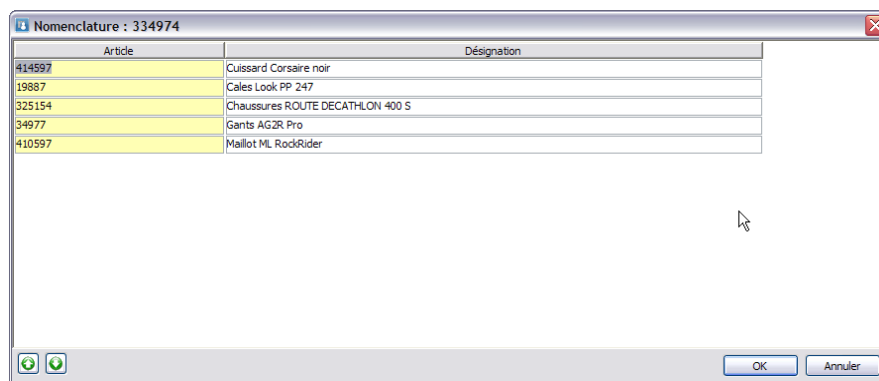 Nomenclature : 334974
Article Désignation
414597 Cuissard Corsaire noir
19887 Cales Look PP 247
325154 Chaussures ROUTE DECATHLON 400 S
34977 Gants AG2R Pro
410597 Maillot ML RockRider
OK Annuler